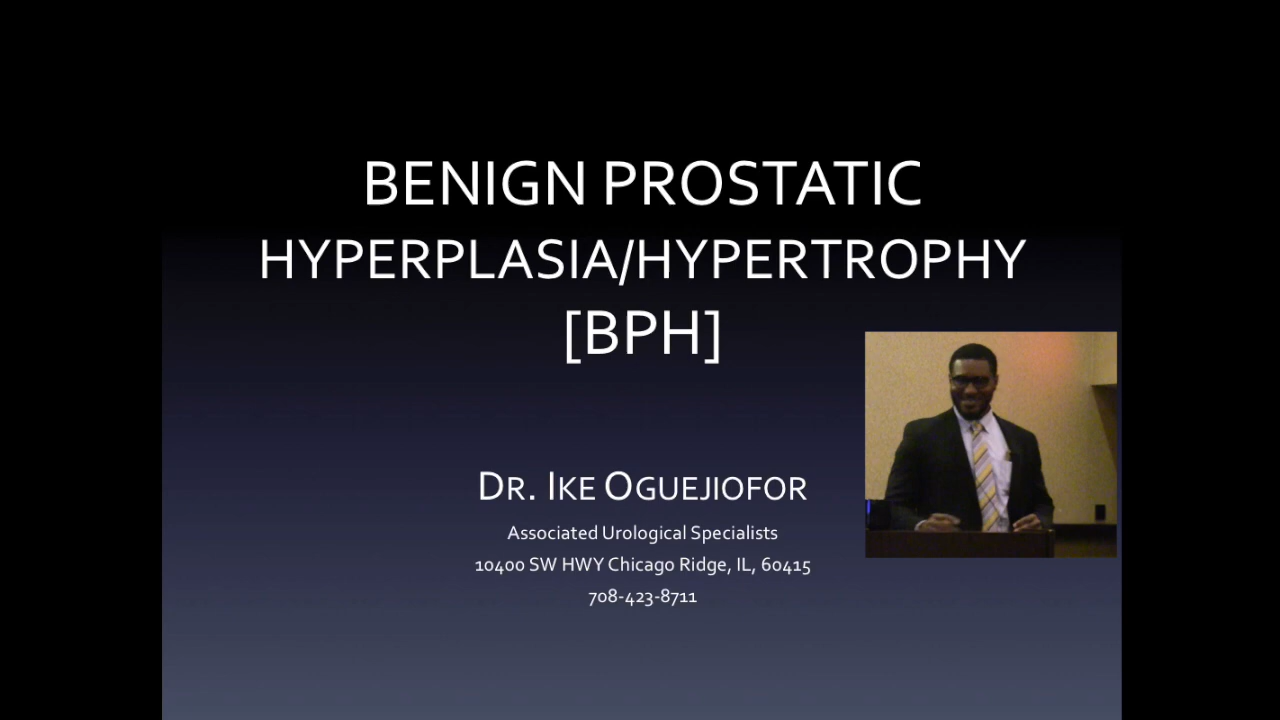 BENIGN PROSTATIC
HYPERPLASIA/HYPERTROPHY
[BPH]
DR. IKE OGUEJIOFOR
Associated Urological Specialists
10400 SW HWY Chicago Ridge, IL, 60415
708-423-8711